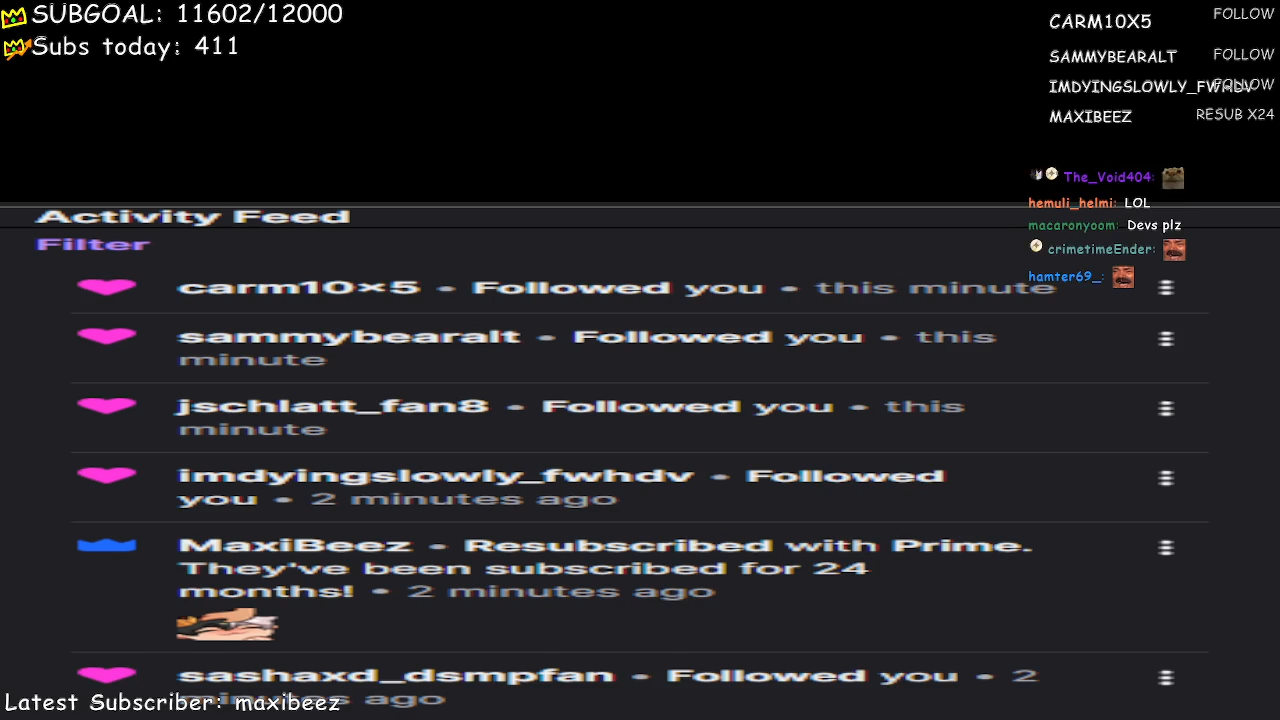 SUBGOAL: 11602/12000
Subs today: 411
CARM10X5 FOLLOW
SAMMYBEARALT FOLLOW
IMDYINGSLOWLY_FWHDV FOLLOW
MAXIBEEZ RESUB X24
The_Void404:
hemuli_helmi: LOL
macaronyoom: Devs plz
crimetimeEnder:
hamter69_:
Activity Feed
Filter
carm10x5 • Followed you • this minute
sammybearalt • Followed you • this
minute
jschlatt_fan8 • Followed you • this
minute
imdyingslowly_fwhdv • Followed
you • 2 minutes ago
MaxiBeez • Resubscribed with Prime.
They've been subscribed for 24
months! • 2 minutes ago
sashaxd_dsmpfan • Followed you • 2
minutes ago
Latest Subscriber: maxibeez